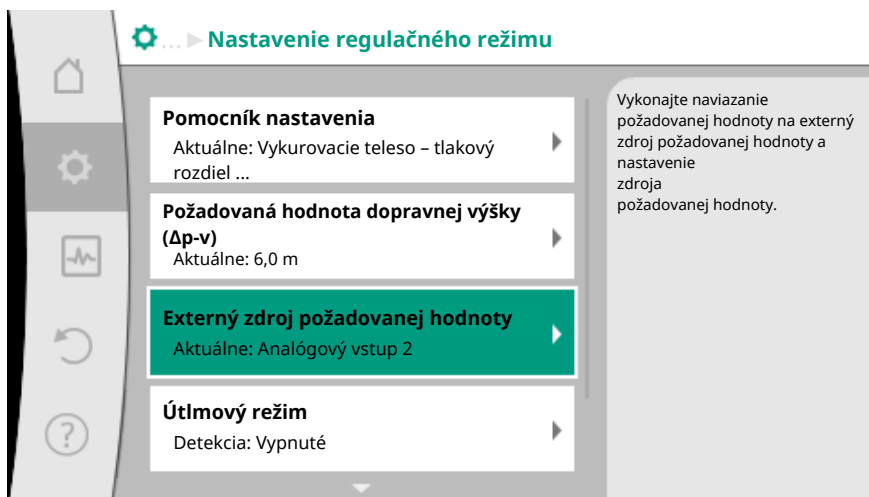 ... Nastavenie regulačného režimu
Pomocník nastavenia
Aktuálne: Vykurovacie teleso – tlakový
rozdiel ...
Požadovaná hodnota dopravnej výšky
(Δp-v)
Aktuálne: 6,0 m
Externý zdroj požadovanej hodnoty
Aktuálne: Analógový vstup 2
Útlmový režim
Detekcia: Vypnuté
Vykonajte naviazanie
požadovanej hodnoty na externý
zdroj požadovanej hodnoty a
nastavenie
zdroja
požadovanej hodnoty.
?